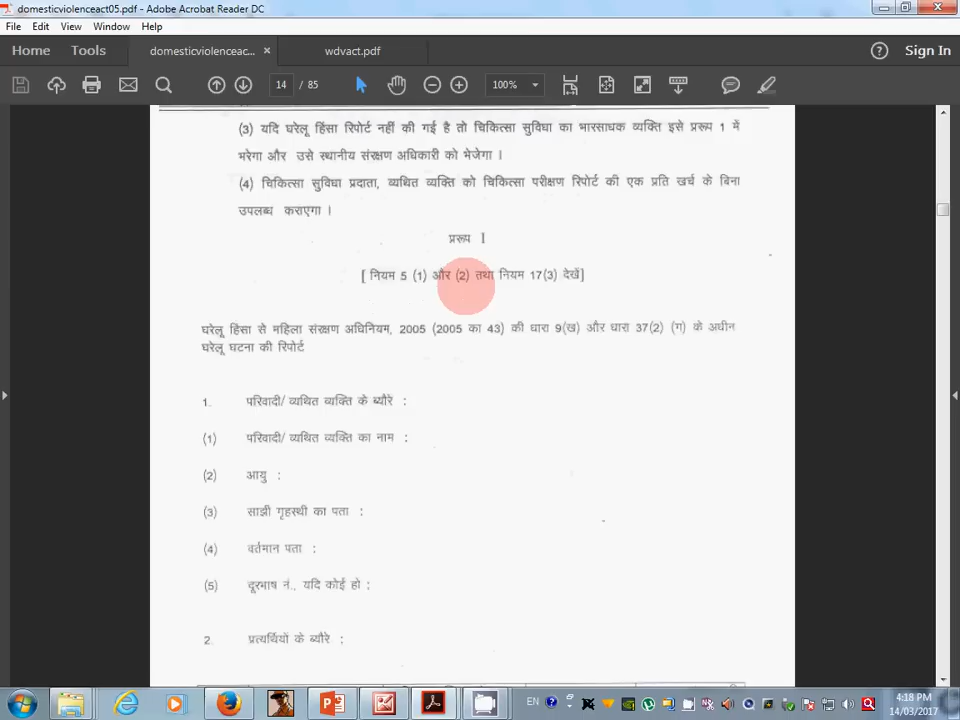 domesticviolenceact05.pdf - Adobe Acrobat Reader DC
File Edit View Window Help
Home Tools domesticviolenceac... × wdvact.pdf Sign In
14 / 85 100%
(3) यदि घरेलू हिंसा रिपोर्ट नहीं की गई है तो चिकित्सा सुविधा का भारसाधक व्यक्ति इसे प्ररूप 1 में
भरेगा और उसे स्थानीय संरक्षण अधिकारी को भेजेगा ।
(4) चिकित्सा सुविधा प्रदाता, व्यथित व्यक्ति को चिकित्सा परीक्षण रिपोर्ट की एक प्रति खर्च के बिना
उपलब्ध कराएगा ।
प्ररूप I
[ नियम 5 (1) और (2) तथा नियम 17(3) देखें]
घरेलू हिंसा से महिला संरक्षण अधिनियम, 2005 (2005 का 43) की धारा 9(ख) और धारा 37(2) (ग) के अधीन
घरेलू घटना की रिपोर्ट
1. परिवादी/ व्यथित व्यक्ति के ब्यौरे :
(1) परिवादी/ व्यथित व्यक्ति का नाम :
(2) आयु :
(3) साझी गृहस्थी का पता :
(4) वर्तमान पता :
(5) दूरभाष नं., यदि कोई हो :
2. प्रत्यर्थियों के ब्यौरे :
EN
4:18 PM
14/03/2017